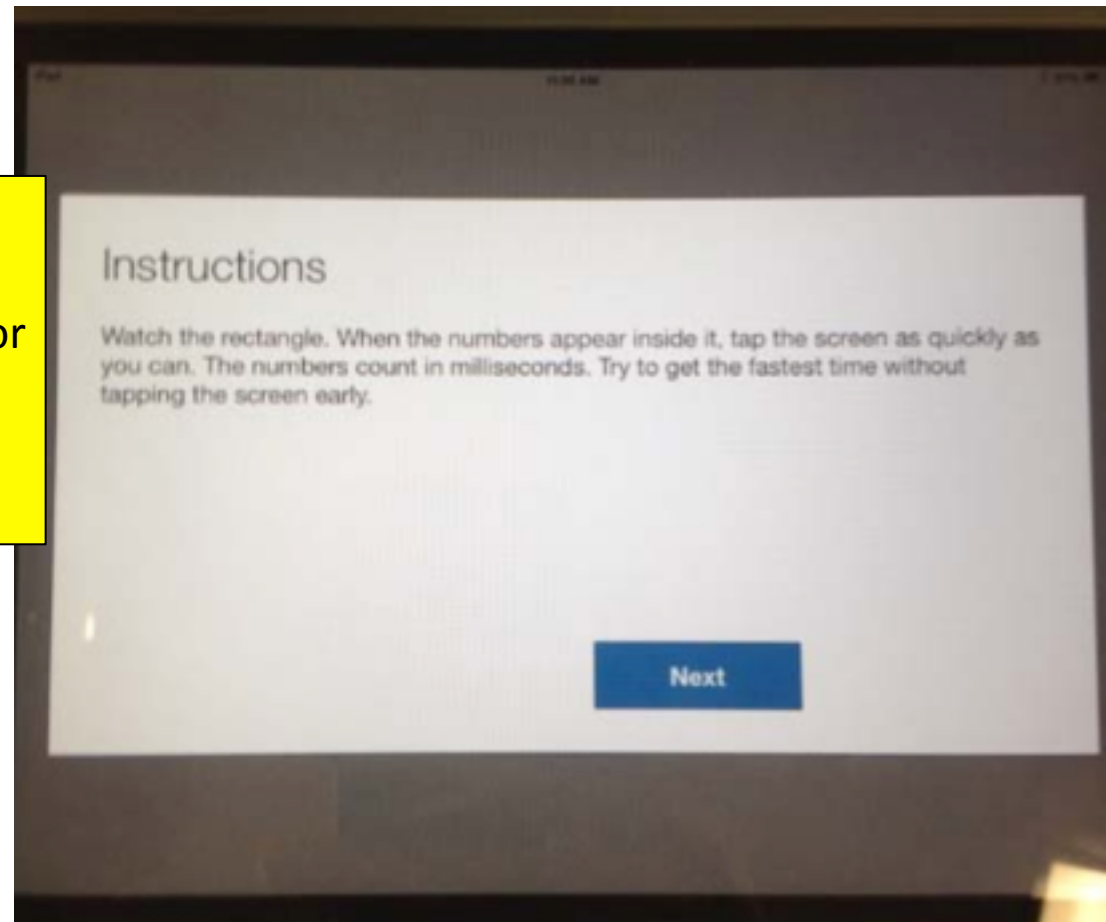 iPad
or
Instructions
Watch the rectangle. When the numbers appear inside it, tap the screen as quickly as
you can. The numbers count in milliseconds. Try to get the fastest time without
tapping the screen early.
Next